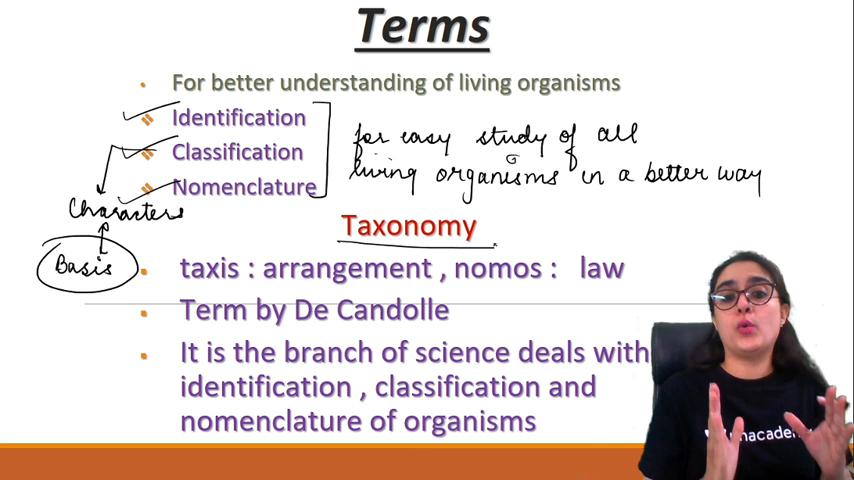 Terms
For better understanding of living organisms
Identification
Classification
Nomenclature
for easy study of all
living organisms in a better way
Characters
Basis
Taxonomy
taxis : arrangement , nomos : law
Term by De Candolle
It is the branch of science deals with
identification , classification and
nomenclature of organisms
unacademy